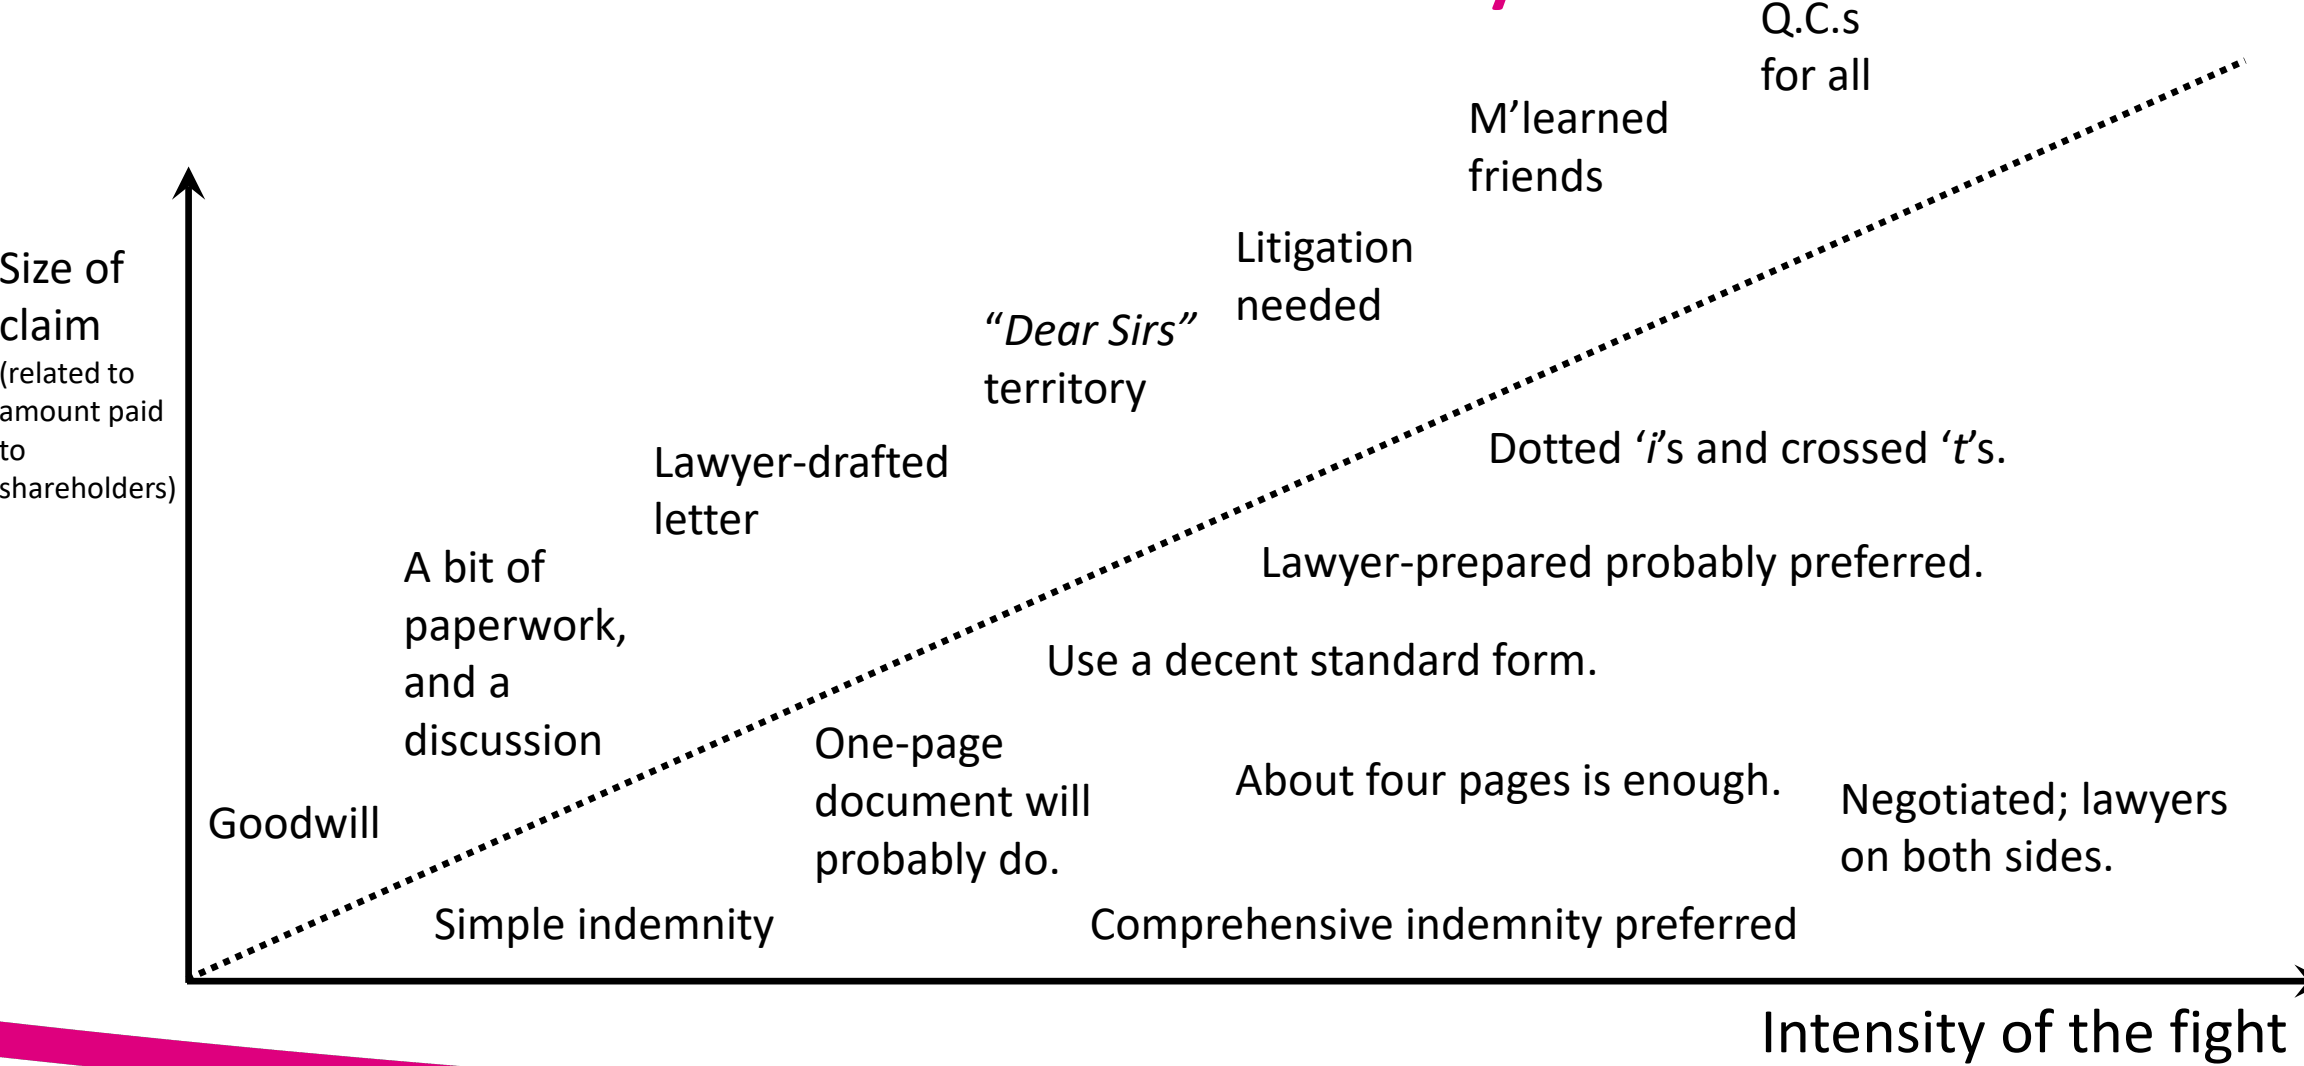 Q.C.s
for all
M’learned
friends
Size of
claim
(related to
amount paid
to
shareholders)
Litigation
needed
“Dear Sirs”
territory
Lawyer-drafted
letter
A bit of
paperwork,
and a
discussion
Goodwill
Dotted ‘i’s and crossed ‘t’s.
Lawyer-prepared probably preferred.
Use a decent standard form.
One-page
document will
probably do.
About four pages is enough.
Negotiated; lawyers
on both sides.
Simple indemnity
Comprehensive indemnity preferred
Intensity of the fight